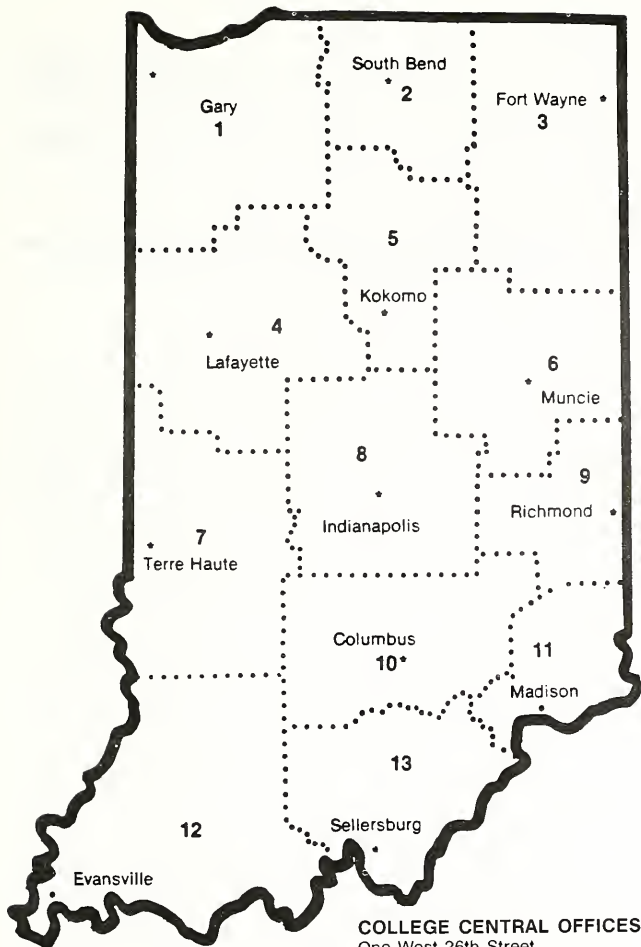 South Bend
2
Fort Wayne
3
Gary
1
5
Kokomo
4
Lafayette
6
Muncie
8
Indianapolis
9
Richmond
7
Terre Haute
Columbus
10
11
Madison
13
12
Sellersburg
Evansville
COLLEGE CENTRAL OFFICES
One West 26th Street